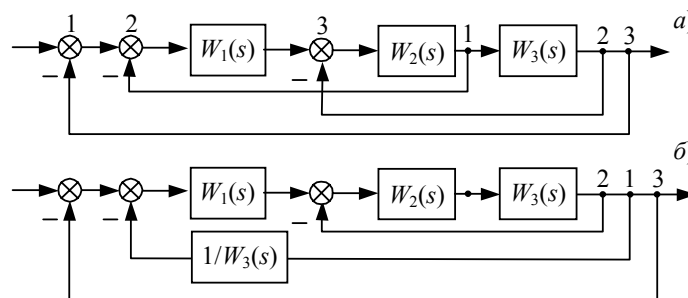 1 2 3 1 2 3 а)
W₁(s) W₂(s) W₃(s)
− − −
б)
2 1 3
W₁(s) W₂(s) W₃(s)
− − −
1/W₃(s)